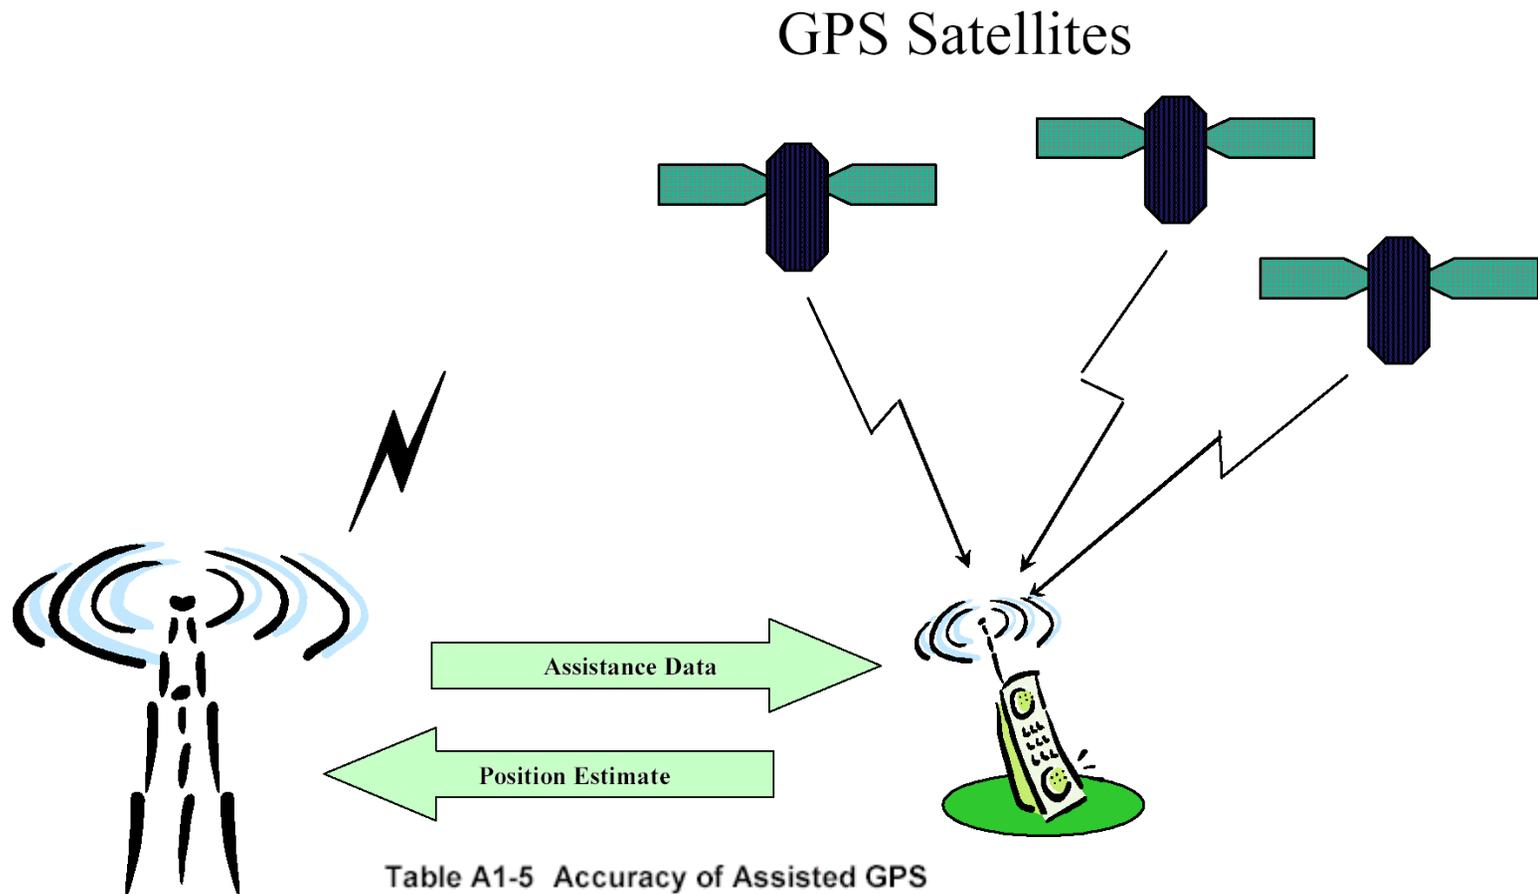 GPS Satellites
Assistance Data
Position Estimate
Table A1-5 Accuracy of Assisted GPS